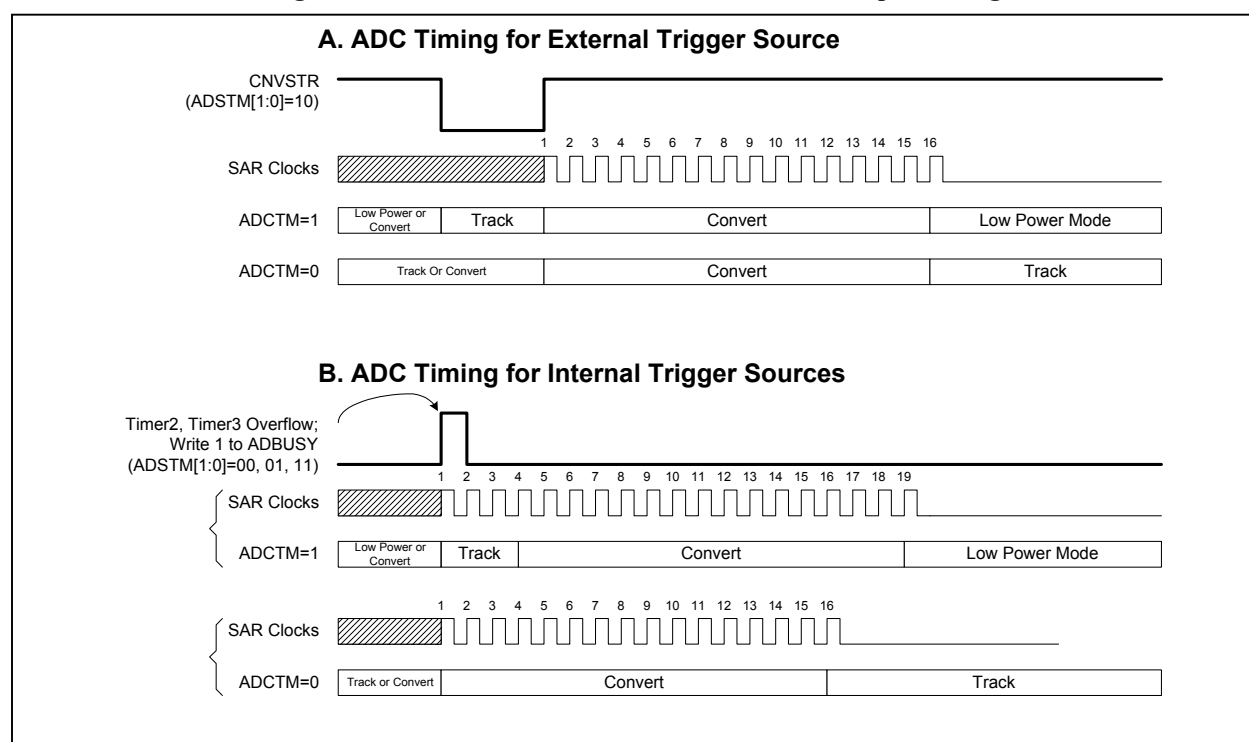 A. ADC Timing for External Trigger Source
CNVSTR
(ADSTM[1:0]=10)
1 2 3 4 5 6 7 8 9 10 11 12 13 14 15 16
SAR Clocks
ADCTM=1
Low Power or
Convert
Track
Convert
Low Power Mode
ADCTM=0
Track Or Convert
Convert
Track
B. ADC Timing for Internal Trigger Sources
Timer2, Timer3 Overflow;
Write 1 to ADBUSY
(ADSTM[1:0]=00, 01, 11)
1 2 3 4 5 6 7 8 9 10 11 12 13 14 15 16 17 18 19
SAR Clocks
ADCTM=1
Low Power or
Convert
Track
Convert
Low Power Mode
1 2 3 4 5 6 7 8 9 10 11 12 13 14 15 16
SAR Clocks
ADCTM=0
Track or Convert
Convert
Track